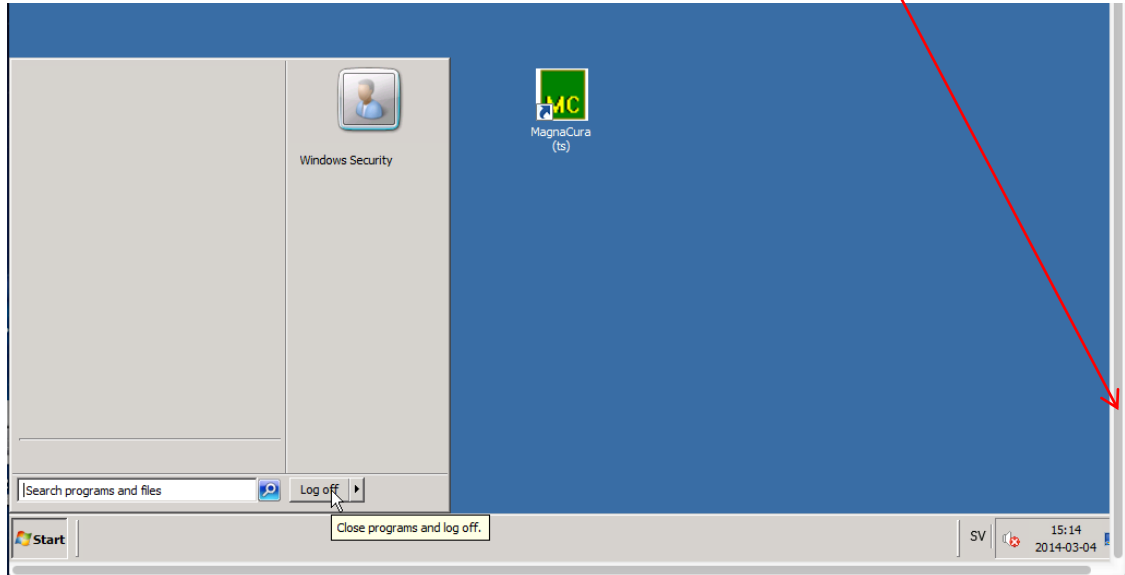 MC
MagnaCura
(ts)
Windows Security
Search programs and files
Log off
Close programs and log off.
Start
SV
15:14
2014-03-04